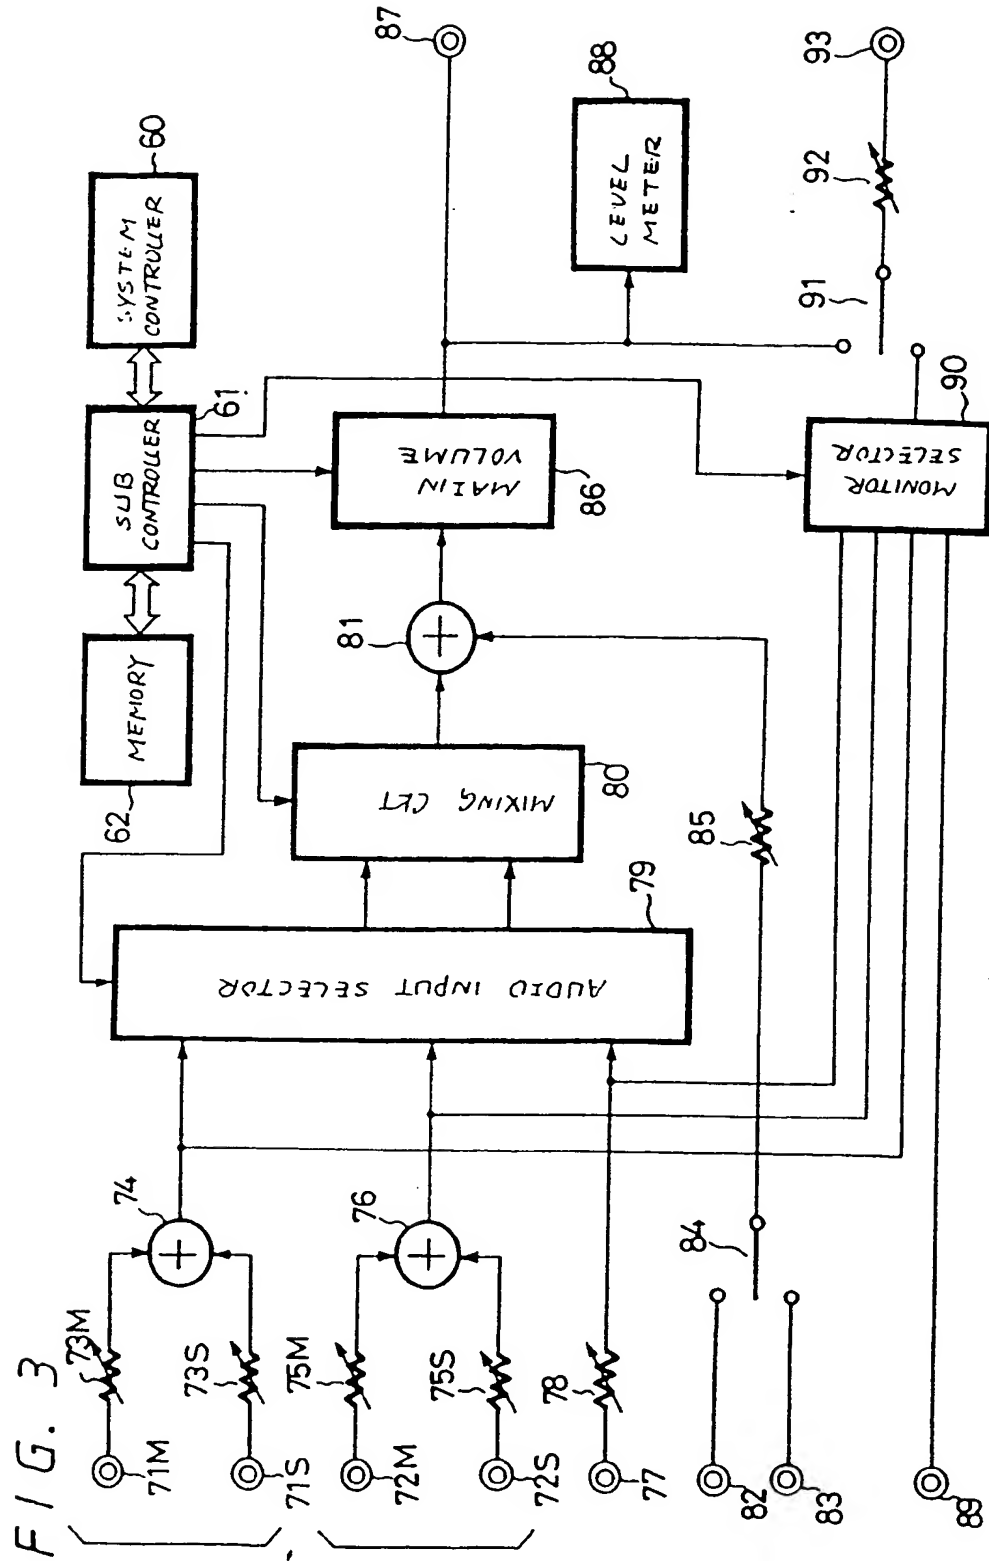 FIG. 3
71M
73M
74
71S
73S
72M
75M
76
72S
75S
77
78
82
83
84
85
89
AUDIO INPUT SELECTOR
79
MIXING CKT
80
81
MEMORY
62
SUB
CONTROLLER
61
SYSTEM
CONTROLLER
60
MAIN
VOLUME
86
87
LEVEL
METER
88
MONITOR
SELECTOR
90
91
92
93